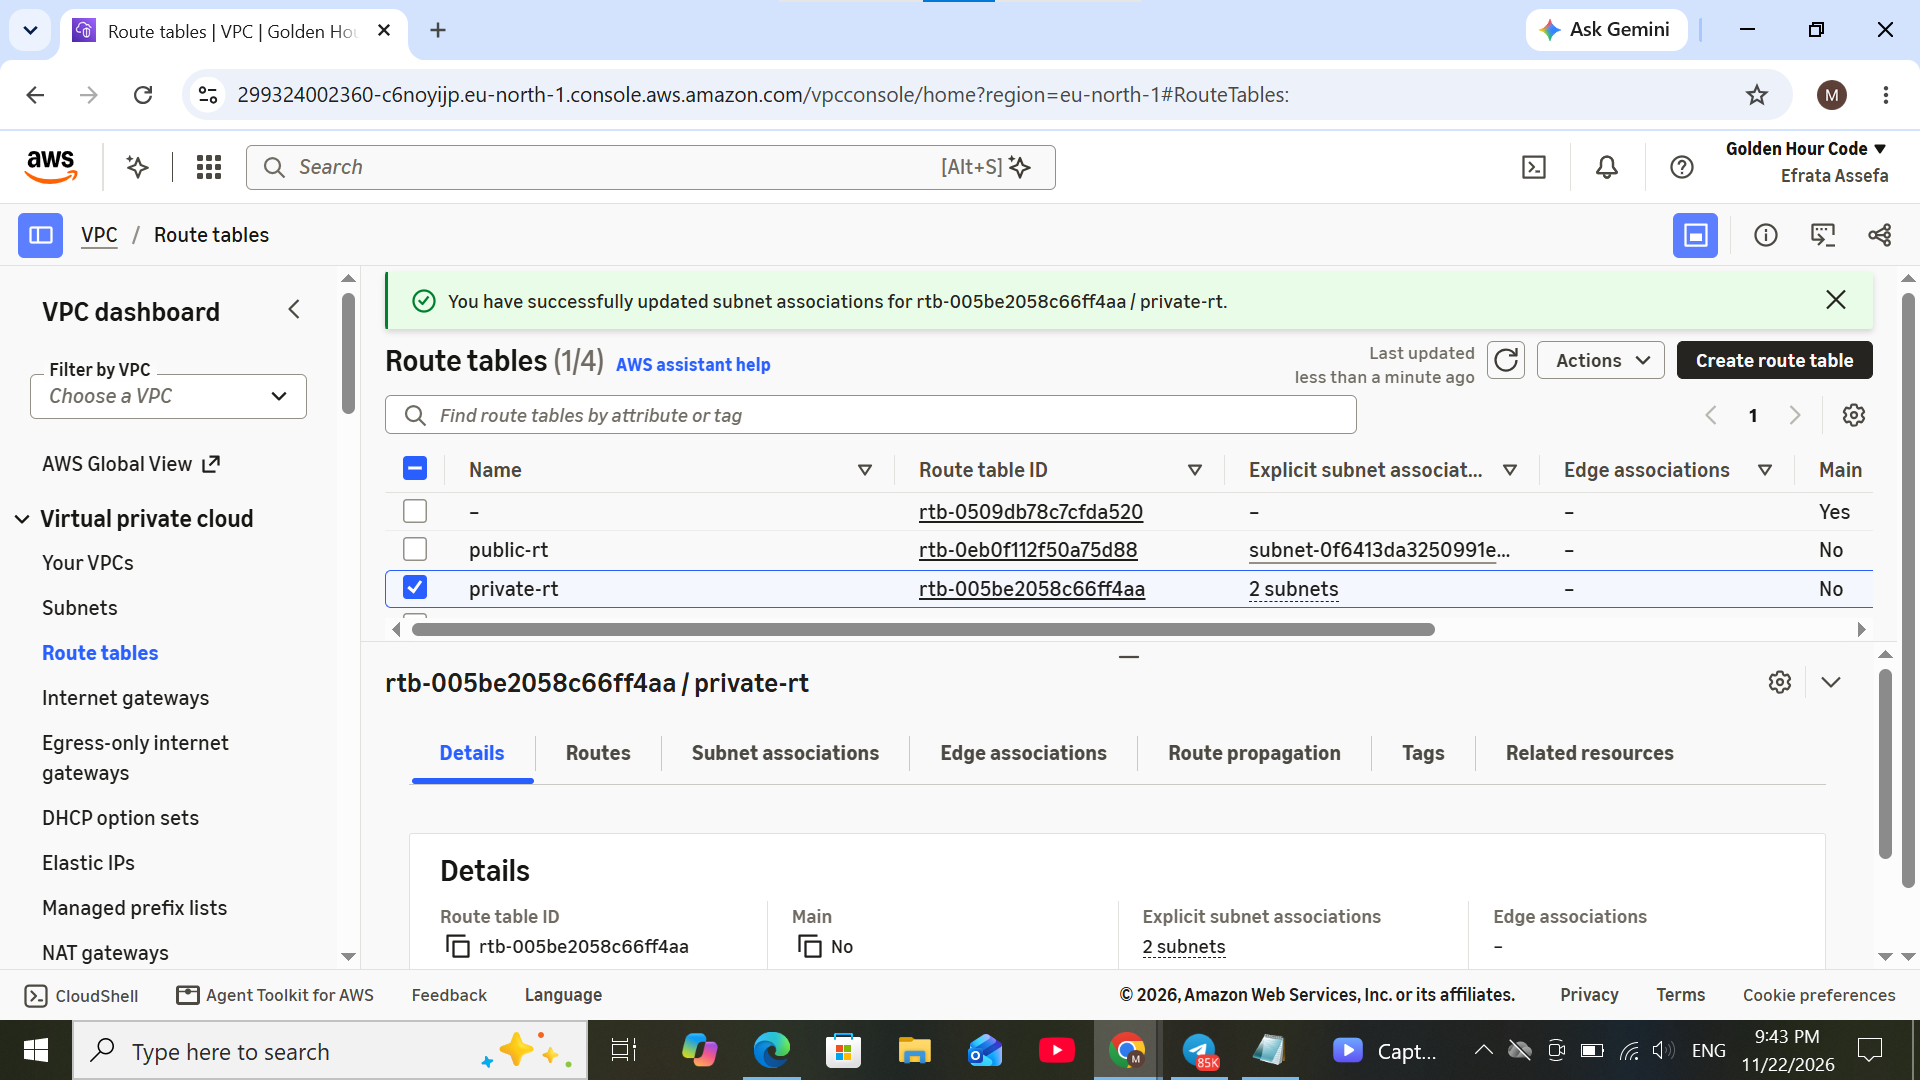 Route tables | VPC | Golden Hou
Ask Gemini
299324002360-c6noyijp.eu-north-1.console.aws.amazon.com/vpcconsole/home?region=eu-north-1#RouteTables:
M
aws
Search
[Alt+S]
Golden Hour Code
Efrata Assefa
VPC / Route tables
VPC dashboard
Filter by VPC
Choose a VPC
AWS Global View
Virtual private cloud
Your VPCs
Subnets
Route tables
Internet gateways
Egress-only internet
gateways
DHCP option sets
Elastic IPs
Managed prefix lists
NAT gateways
You have successfully updated subnet associations for rtb-005be2058c66ff4aa / private-rt.
Route tables (1/4) AWS assistant help
Last updated
less than a minute ago
Actions
Create route table
Find route tables by attribute or tag
1
Name Route table ID Explicit subnet associat... Edge associations Main
– rtb-0509db78c7cfda520 – – Yes
public-rt rtb-0eb0f112f50a75d88 subnet-0f6413da3250991e... – No
private-rt rtb-005be2058c66ff4aa 2 subnets – No
rtb-005be2058c66ff4aa / private-rt
Details Routes Subnet associations Edge associations Route propagation Tags Related resources
Details
Route table ID
rtb-005be2058c66ff4aa
Main
No
Explicit subnet associations
2 subnets
Edge associations
–
CloudShell Agent Toolkit for AWS Feedback Language
© 2026, Amazon Web Services, Inc. or its affiliates. Privacy Terms Cookie preferences
Type here to search
M
85K
Capt...
ENG
9:43 PM
11/22/2026